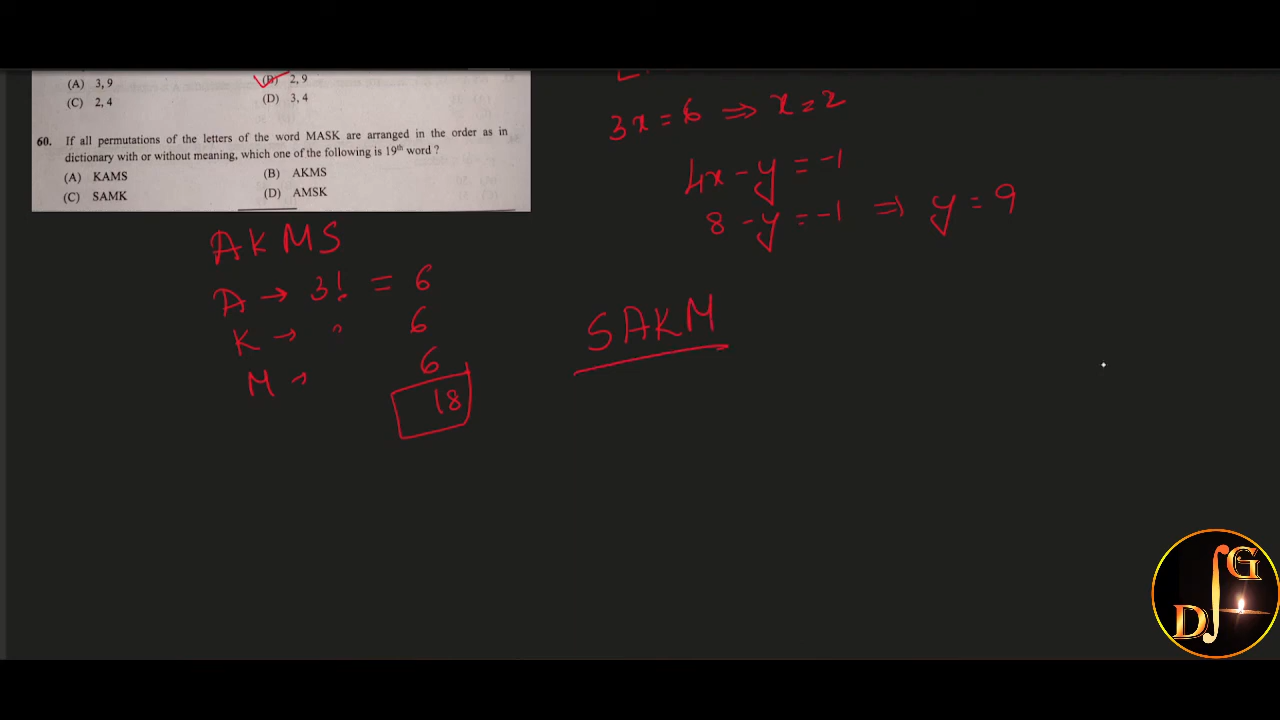 (A) 3, 9 (B) 2, 9
(C) 2, 4 (D) 3, 4
60. If all permutations of the letters of the word MASK are arranged in the order as in
dictionary with or without meaning, which one of the following is 19th word ?
(A) KAMS (B) AKMS
(C) SAMK (D) AMSK
3x = 6 ⇒ x = 2
4x - y = -1
8 - y = -1 ⇒ y = 9
AKMS
A → 3! = 6
K → " 6
M → 6
18
SAKM
D G